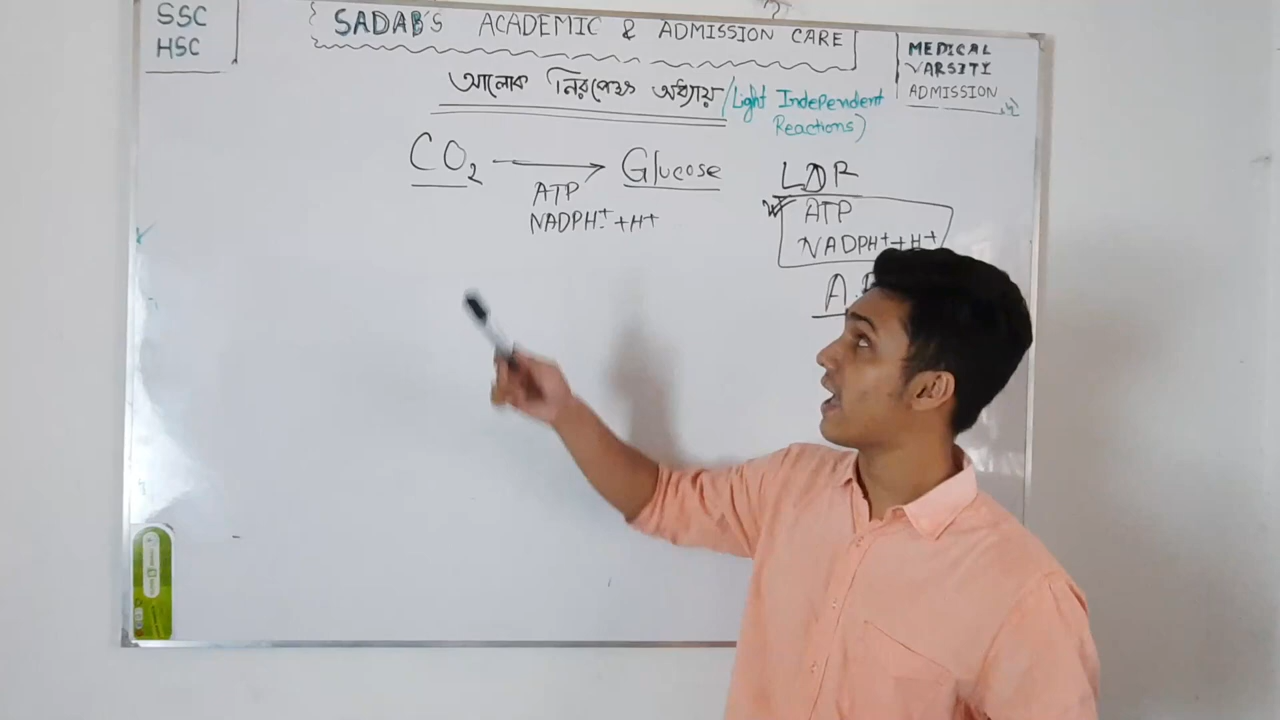 SSC
HSC
SADAB'S ACADEMIC & ADMISSION CARE
MEDICAL
VARSITI
ADMISSION
আলোক নিরপেক্ষ অধ্যায় (Light Independent
Reactions)
CO2 → Glucose
ATP
NADPH+ + H+
LDR
ATP
NADPH+ + H+
A.